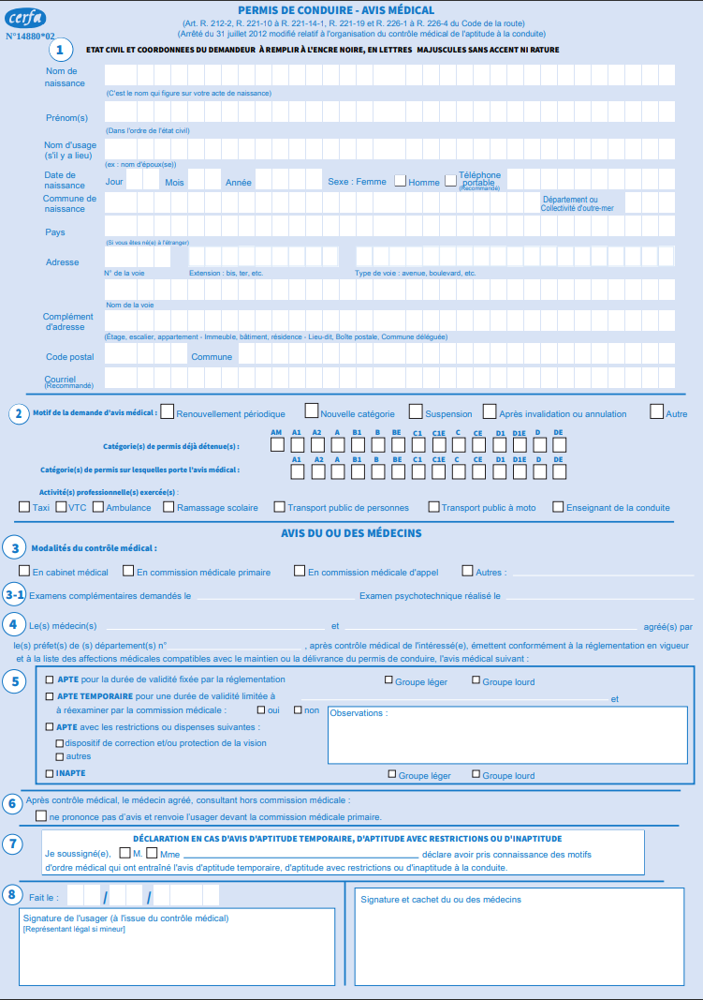 cerfa
N°14880*02
PERMIS DE CONDUIRE - AVIS MÉDICAL
(Art. R. 212-2, R. 221-10 à R. 221-14-1, R. 221-19 et R. 226-1 à R. 226-4 du Code de la route)
(Arrêté du 31 juillet 2012 modifié relatif à l'organisation du contrôle médical de l'aptitude à la conduite)
1 ETAT CIVIL ET COORDONNEES DU DEMANDEUR À REMPLIR À L'ENCRE NOIRE, EN LETTRES MAJUSCULES SANS ACCENT NI RATURE
Nom de naissance
(C'est le nom qui figure sur votre acte de naissance)
Prénom(s)
(Dans l'ordre de l'état civil)
Nom d'usage (s'il y a lieu)
(ex : nom d'époux(se))
Date de naissance Jour Mois Année Sexe : Femme Homme Téléphone portable (Recommandé)
Commune de naissance Département ou Collectivité d'outre-mer
Pays
(Si vous êtes né(e) à l'étranger)
Adresse
N° de la voie Extension : bis, ter, etc. Type de voie : avenue, boulevard, etc.
Nom de la voie
Complément d'adresse
(Étage, escalier, appartement - Immeuble, bâtiment, résidence - Lieu-dit, Boîte postale, Commune déléguée)
Code postal Commune
Courriel (Recommandé)
2 Motif de la demande d'avis médical : Renouvellement périodique Nouvelle catégorie Suspension Après invalidation ou annulation Autre
AM A1 A2 A B1 B BE C1 C1E C CE D1 D1E D DE
Catégorie(s) de permis déjà détenue(s) :
A1 A2 A B1 B BE C1 C1E C CE D1 D1E D DE
Catégorie(s) de permis sur lesquelles porte l'avis médical :
Activité(s) professionnelle(s) exercée(s) :
Taxi VTC Ambulance Ramassage scolaire Transport public de personnes Transport public à moto Enseignant de la conduite
AVIS DU OU DES MÉDECINS
3 Modalités du contrôle médical :
En cabinet médical En commission médicale primaire En commission médicale d'appel Autres :
3-1 Examens complémentaires demandés le Examen psychotechnique réalisé le
4 Le(s) médecin(s) et agréé(s) par
le(s) préfet(s) de (s) département(s) n° , après contrôle médical de l'intéressé(e), émettent conformément à la réglementation en vigueur
et à la liste des affections médicales compatibles avec le maintien ou la délivrance du permis de conduire, l'avis médical suivant :
5 APTE pour la durée de validité fixée par la réglementation Groupe léger Groupe lourd
APTE TEMPORAIRE pour une durée de validité limitée à et
à réexaminer par la commission médicale : oui non
Observations :
APTE avec les restrictions ou dispenses suivantes :
dispositif de correction et/ou protection de la vision
autres
INAPTE Groupe léger Groupe lourd
6 Après contrôle médical, le médecin agréé, consultant hors commission médicale :
ne prononce pas d'avis et renvoie l'usager devant la commission médicale primaire.
7 DÉCLARATION EN CAS D'AVIS D'APTITUDE TEMPORAIRE, D'APTITUDE AVEC RESTRICTIONS OU D'INAPTITUDE
Je soussigné(e), M. Mme déclare avoir pris connaissance des motifs
d'ordre médical qui ont entraîné l'avis d'aptitude temporaire, d'aptitude avec restrictions ou d'inaptitude à la conduite.
8 Fait le : / /
Signature de l'usager (à l'issue du contrôle médical)
[Représentant légal si mineur]
Signature et cachet du ou des médecins